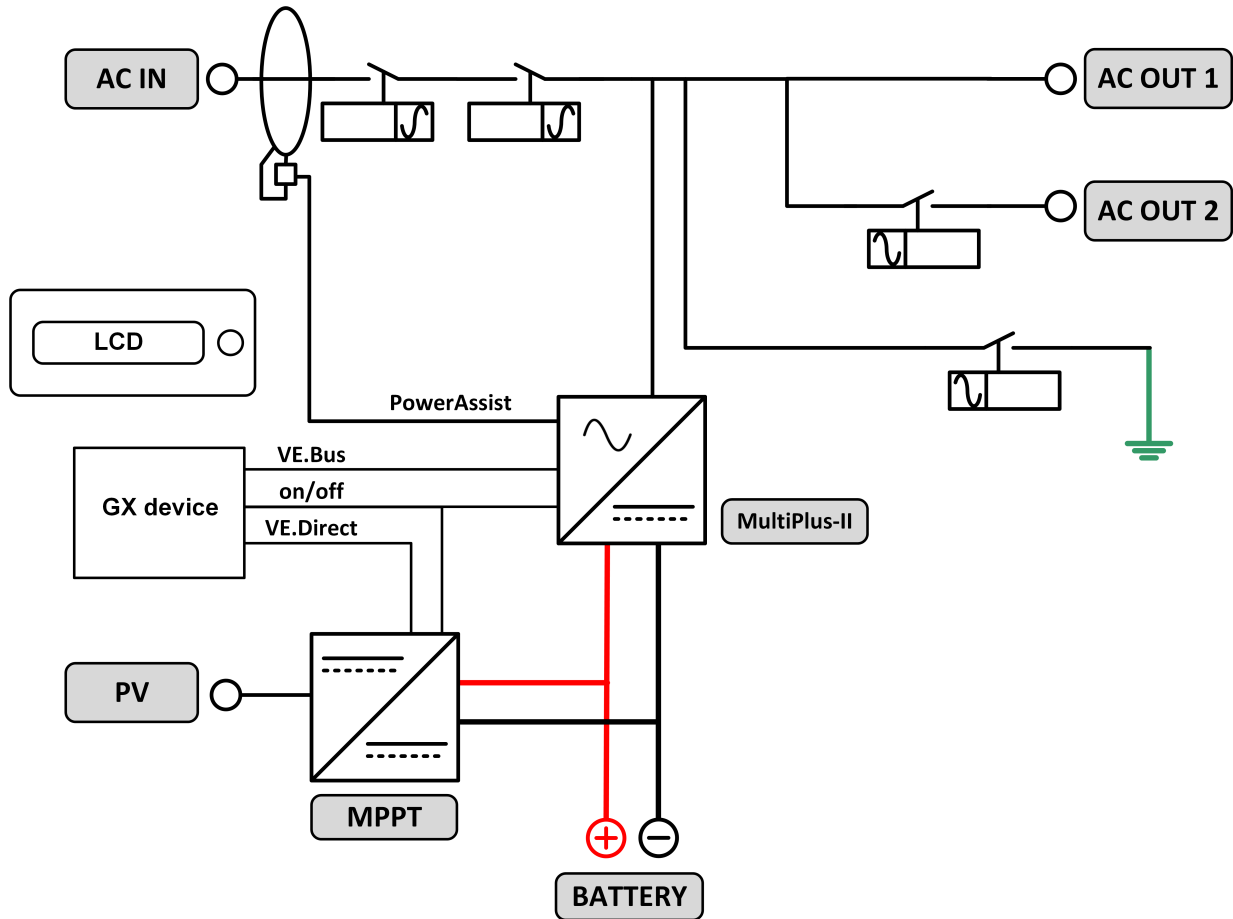 AC IN
AC OUT 1
AC OUT 2
LCD
PowerAssist
VE.Bus
GX device
on/off
MultiPlus-II
VE.Direct
PV
MPPT
BATTERY